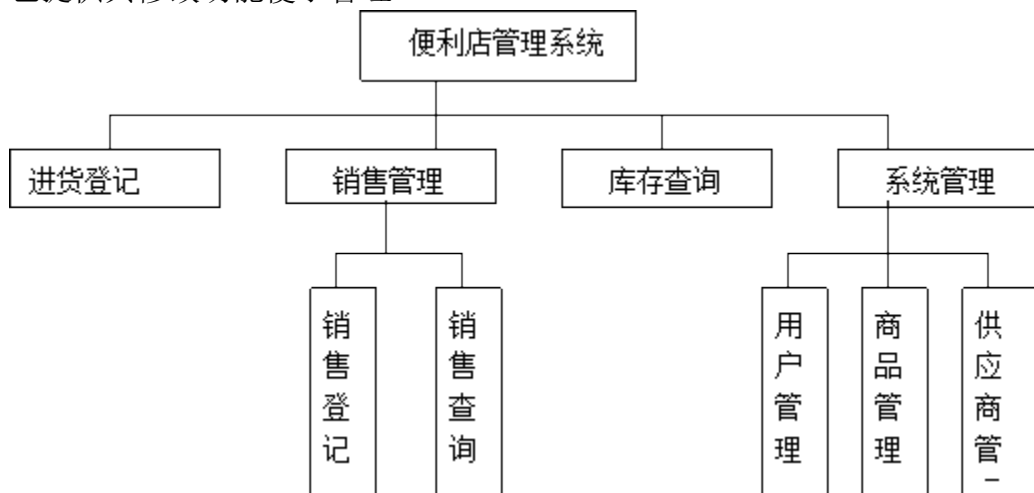 便利店管理系统
进货登记
销售管理
库存查询
系统管理
销售登记
销售查询
用户管理
商品管理
供应商管